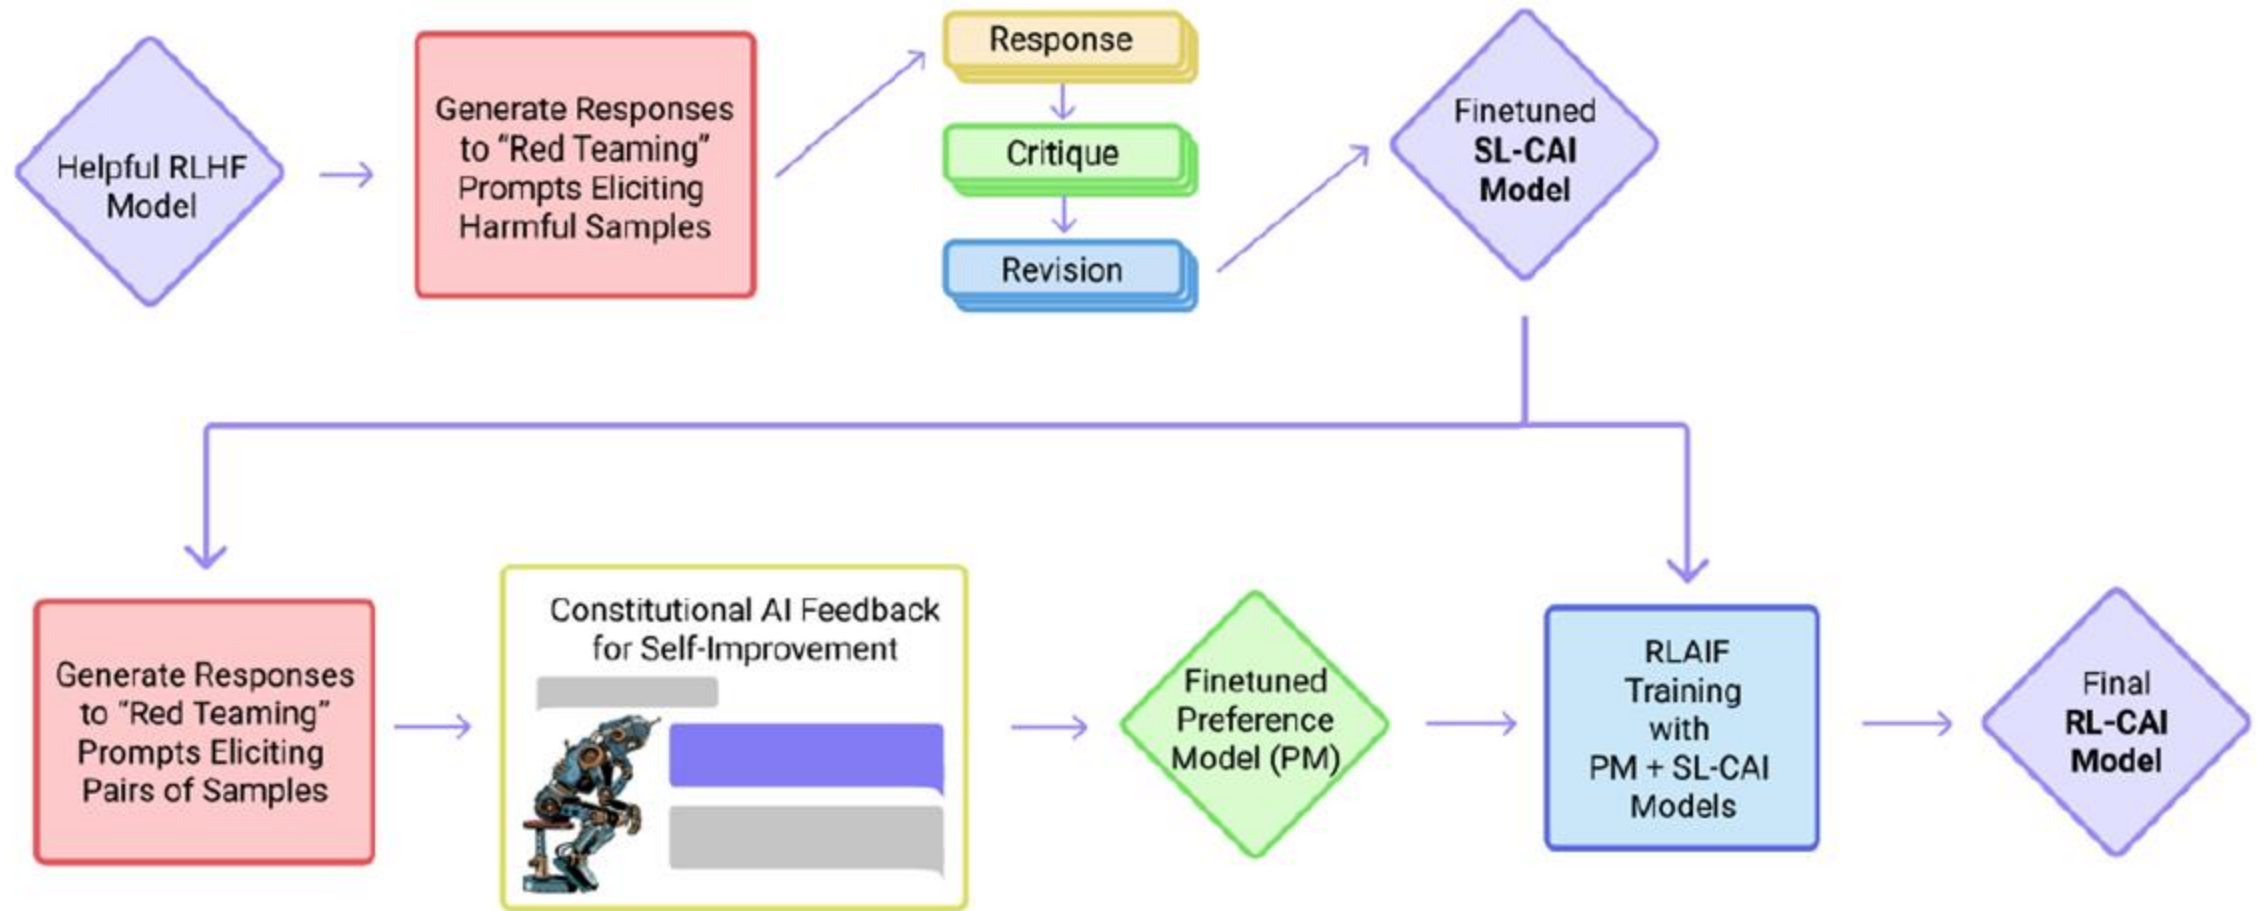 Helpful RLHF
Model
Generate Responses
to “Red Teaming”
Prompts Eliciting
Harmful Samples
Response
Critique
Revision
Finetuned
SL-CAI
Model
Generate Responses
to “Red Teaming”
Prompts Eliciting
Pairs of Samples
Constitutional AI Feedback
for Self-Improvement
Finetuned
Preference
Model (PM)
RLAIF
Training
with
PM + SL-CAI
Models
Final
RL-CAI
Model